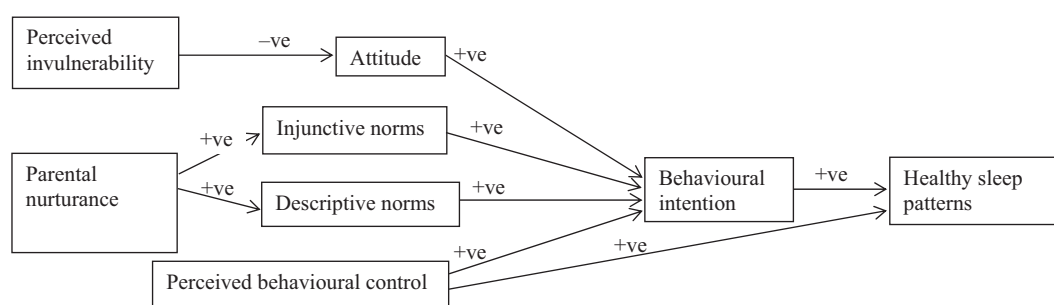 Perceived
invulnerability
–ve
Attitude
+ve
Injunctive norms
+ve
+ve
Parental
nurturance
+ve
Descriptive norms
+ve
Behavioural
intention
+ve
Healthy sleep
patterns
+ve
+ve
Perceived behavioural control